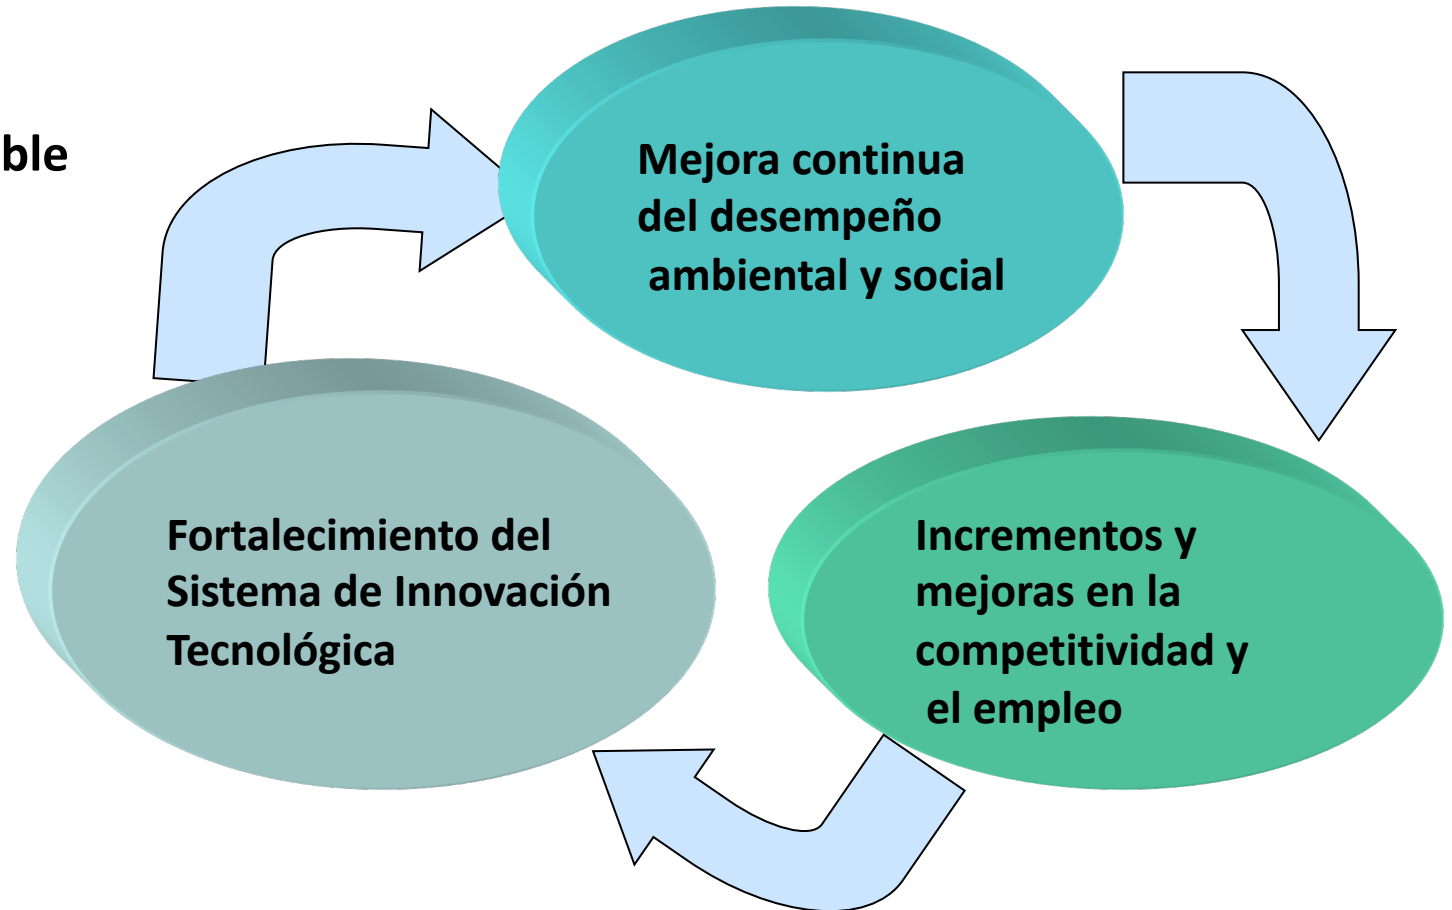 ble
Mejora continua
del desempeño
ambiental y social
Fortalecimiento del
Sistema de Innovación
Tecnológica
Incrementos y
mejoras en la
competitividad y
el empleo